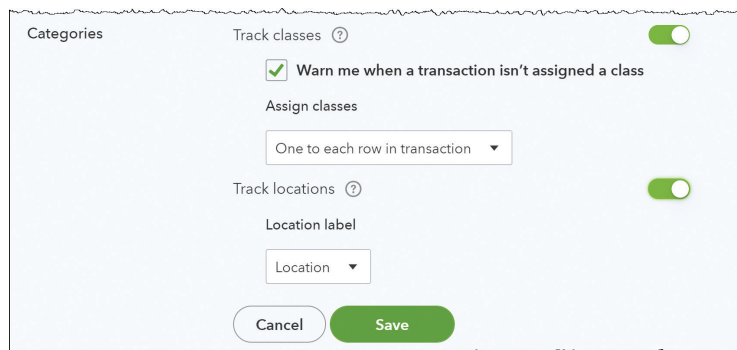 Categories
Track classes ?
Warn me when a transaction isn't assigned a class
Assign classes
One to each row in transaction
Track locations ?
Location label
Location
Cancel
Save